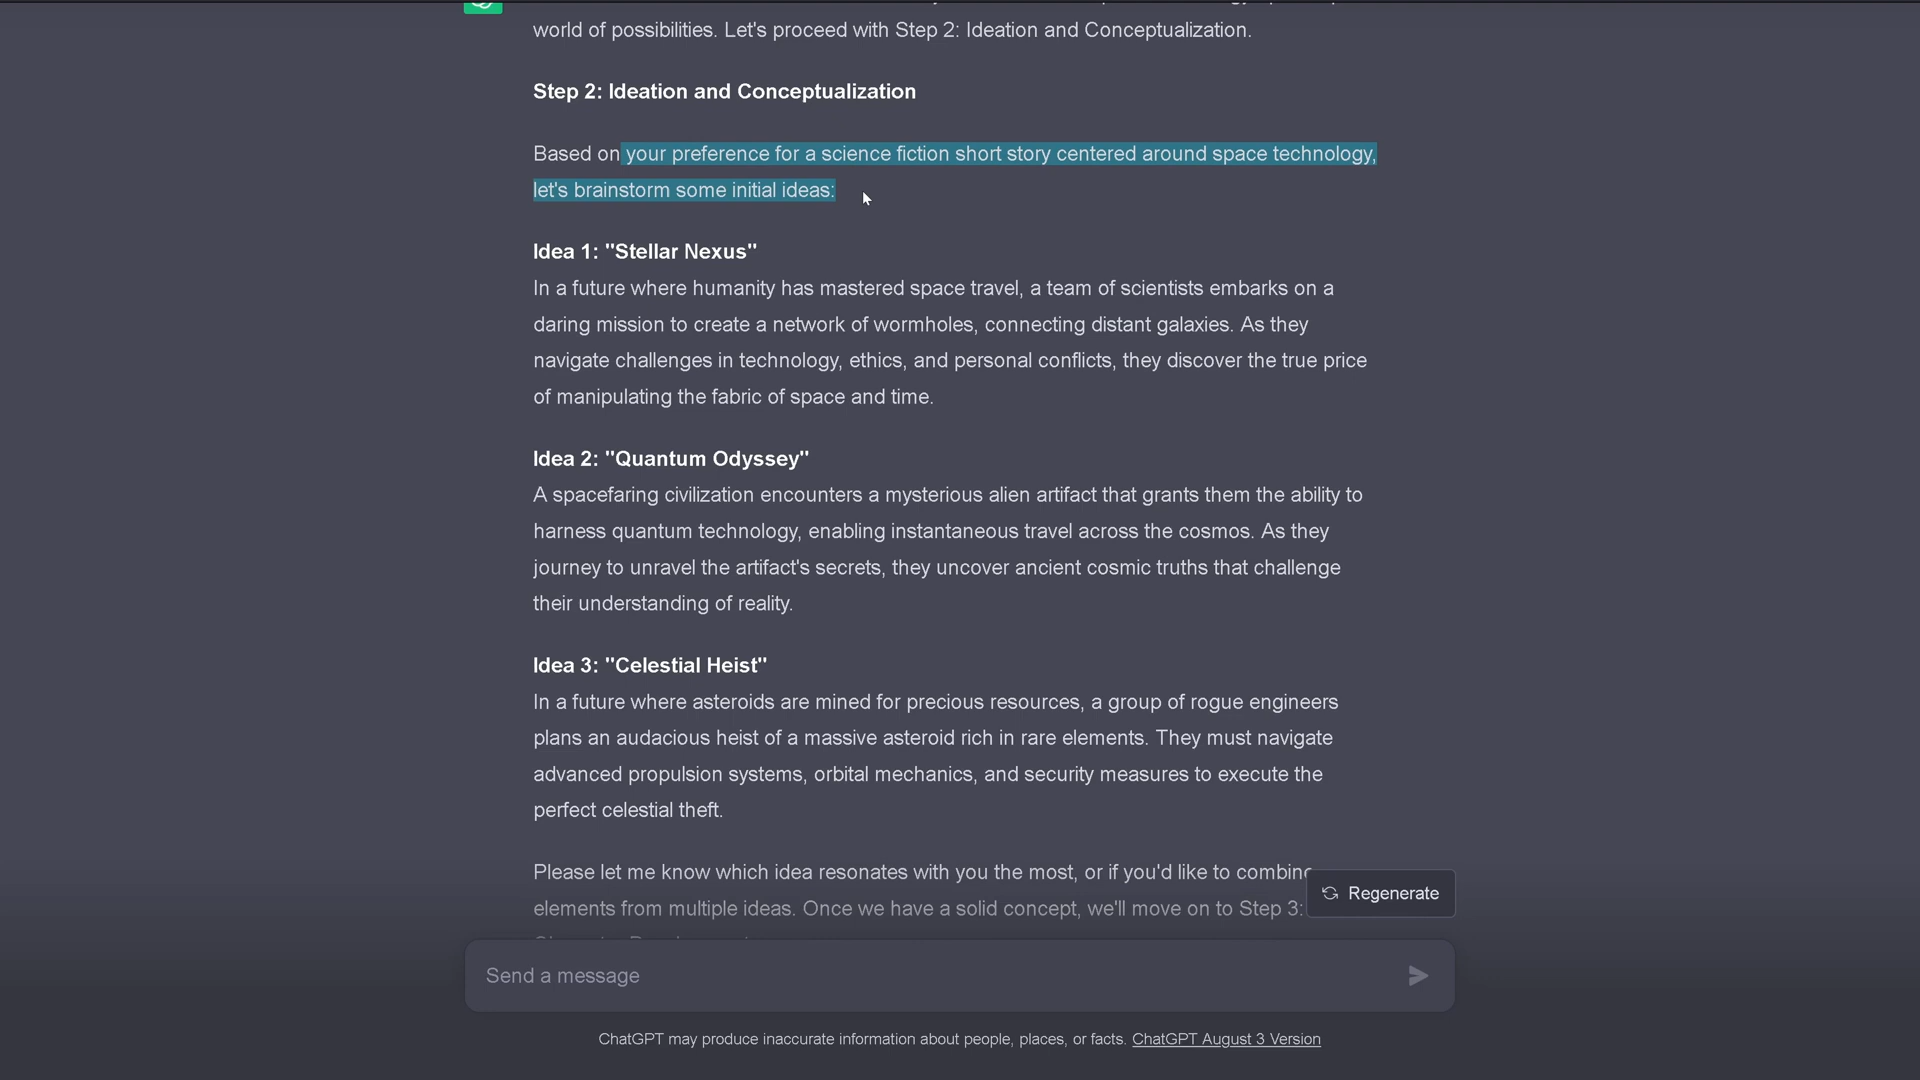 world of possibilities. Let's proceed with Step 2: Ideation and Conceptualization.
Step 2: Ideation and Conceptualization
Based on your preference for a science fiction short story centered around space technology,
let's brainstorm some initial ideas:
Idea 1: "Stellar Nexus"
In a future where humanity has mastered space travel, a team of scientists embarks on a
daring mission to create a network of wormholes, connecting distant galaxies. As they
navigate challenges in technology, ethics, and personal conflicts, they discover the true price
of manipulating the fabric of space and time.
Idea 2: "Quantum Odyssey"
A spacefaring civilization encounters a mysterious alien artifact that grants them the ability to
harness quantum technology, enabling instantaneous travel across the cosmos. As they
journey to unravel the artifact's secrets, they uncover ancient cosmic truths that challenge
their understanding of reality.
Idea 3: "Celestial Heist"
In a future where asteroids are mined for precious resources, a group of rogue engineers
plans an audacious heist of a massive asteroid rich in rare elements. They must navigate
advanced propulsion systems, orbital mechanics, and security measures to execute the
perfect celestial theft.
Please let me know which idea resonates with you the most, or if you'd like to combine
elements from multiple ideas. Once we have a solid concept, we'll move on to Step 3:
Regenerate
Send a message
ChatGPT may produce inaccurate information about people, places, or facts. ChatGPT August 3 Version